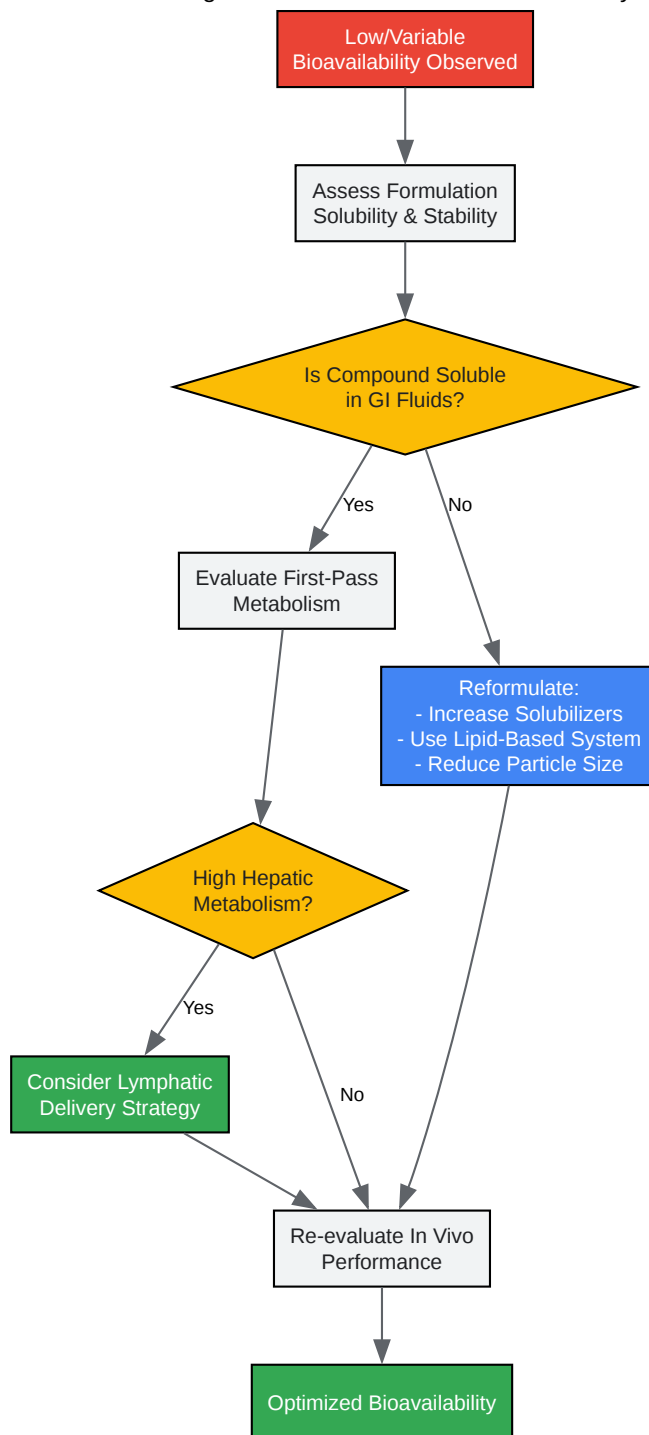 Low/Variable
Bioavailability Observed
Assess Formulation
Solubility & Stability
Is Compound Soluble
in GI Fluids?
Yes
No
Evaluate First-Pass
Metabolism
Reformulate:
- Increase Solubilizers
- Use Lipid-Based System
- Reduce Particle Size
High Hepatic
Metabolism?
Yes
No
Consider Lymphatic
Delivery Strategy
Re-evaluate In Vivo
Performance
Optimized Bioavailability